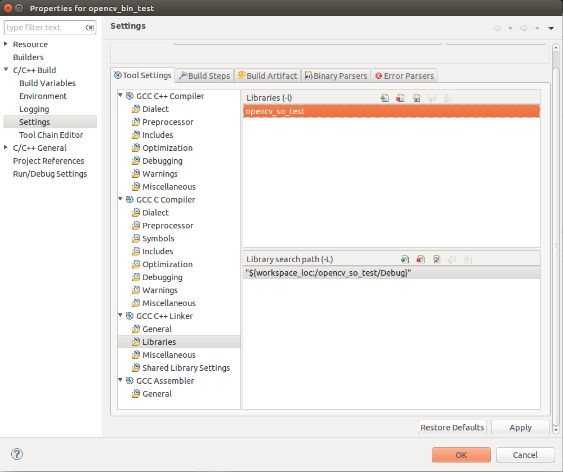 Properties for opencv_bin_test
type filter text
Settings
Resource
Builders
C/C++ Build
Build Variables
Environment
Logging
Settings
Tool Chain Editor
C/C++ General
Project References
Run/Debug Settings
Tool Settings
Build Steps
Build Artifact
Binary Parsers
Error Parsers
GCC C++ Compiler
Dialect
Preprocessor
Includes
Optimization
Debugging
Warnings
Miscellaneous
GCC C Compiler
Dialect
Preprocessor
Symbols
Includes
Optimization
Debugging
Warnings
Miscellaneous
GCC C++ Linker
General
Libraries
Miscellaneous
Shared Library Settings
GCC Assembler
General
Libraries (-l)
opencv_so_test
Library search path (-L)
"${workspace_loc:/opencv_so_test/Debug}"
Restore Defaults
Apply
OK
Cancel